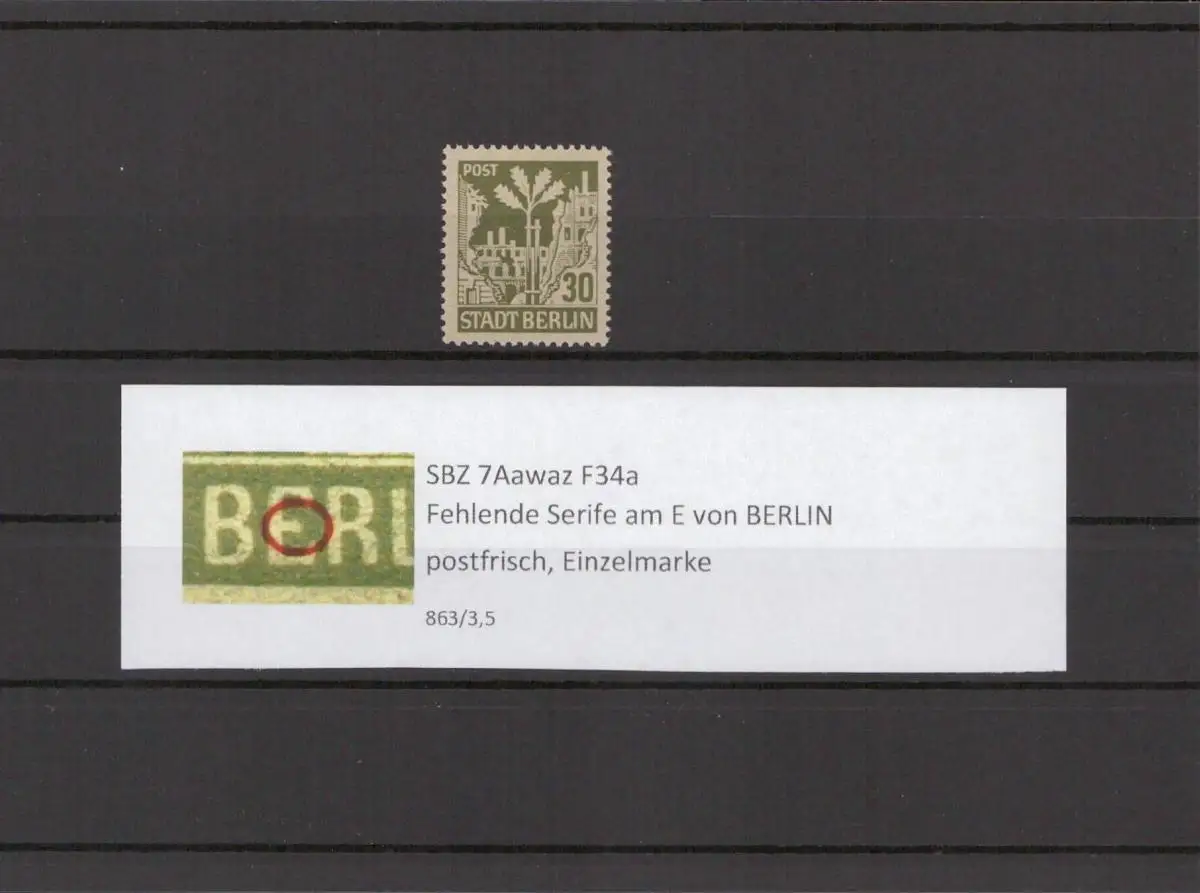 POST
30
STADT BERLIN
BERL
SBZ 7Aawaz F34a
Fehlende Serife am E von BERLIN
postfrisch, Einzelmarke
863/3,5